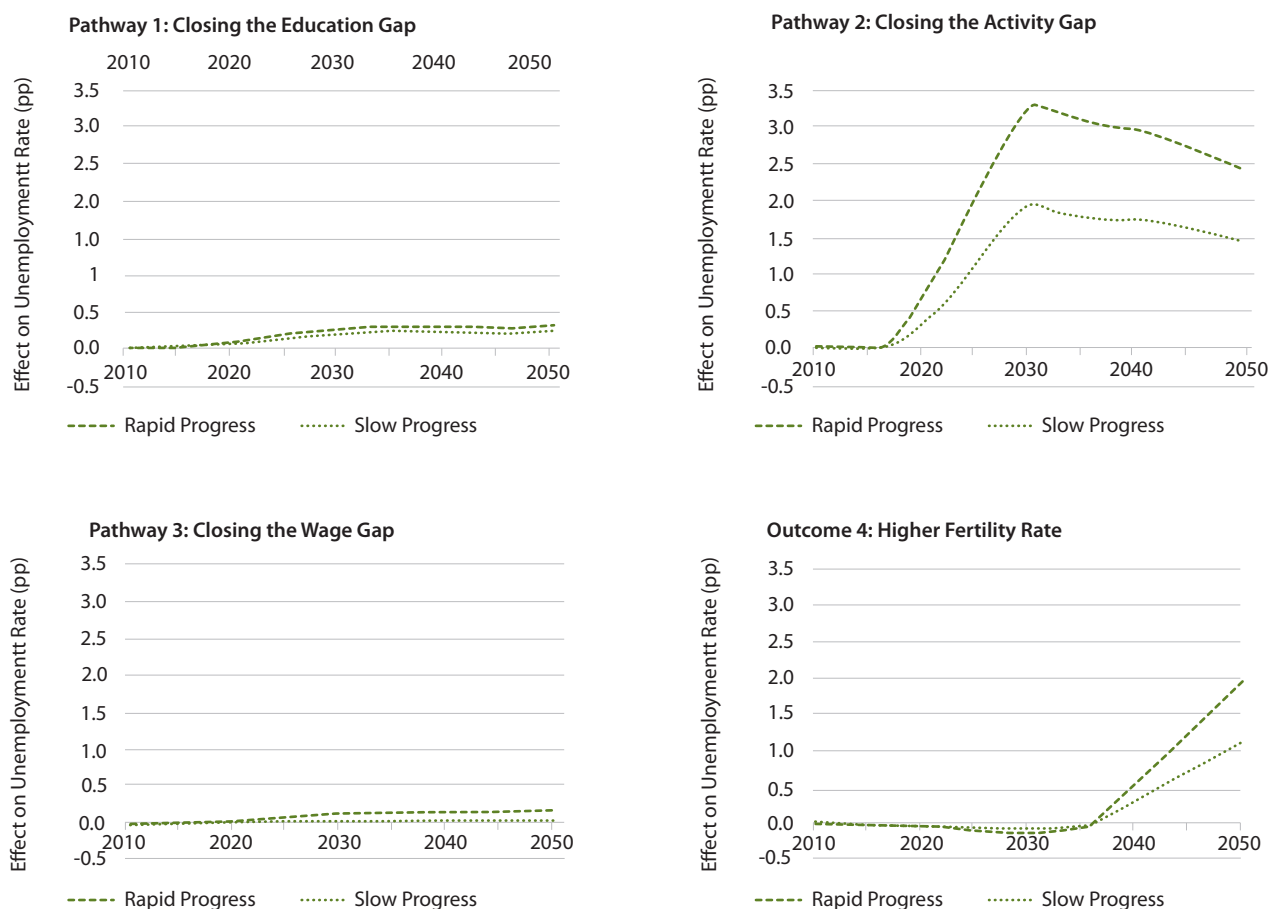 Pathway 1: Closing the Education Gap
2010 2020 2030 2040 2050
Effect on Unemploymentt Rate (pp)
3.5
3.0
2.5
2.0
1.0
1
0.5
0.0
-0.5
2010 2020 2030 2040 2050
Rapid Progress Slow Progress
Pathway 2: Closing the Activity Gap
Effect on Unemploymentt Rate (pp)
3.5
3.0
2.5
2.0
1.5
1.0
0.5
0.0
-0.5
2010 2020 2030 2040 2050
Rapid Progress Slow Progress
Pathway 3: Closing the Wage Gap
Effect on Unemploymentt Rate (pp)
3.5
3.0
2.5
2.0
1.5
1.0
0.5
0.0
-0.5
2010 2020 2030 2040 2050
Rapid Progress Slow Progress
Outcome 4: Higher Fertility Rate
Effect on Unemploymentt Rate (pp)
3.5
3.0
2.5
2.0
1.5
1.0
0.5
0.0
-0.5
2010 2020 2030 2040 2050
Rapid Progress Slow Progress